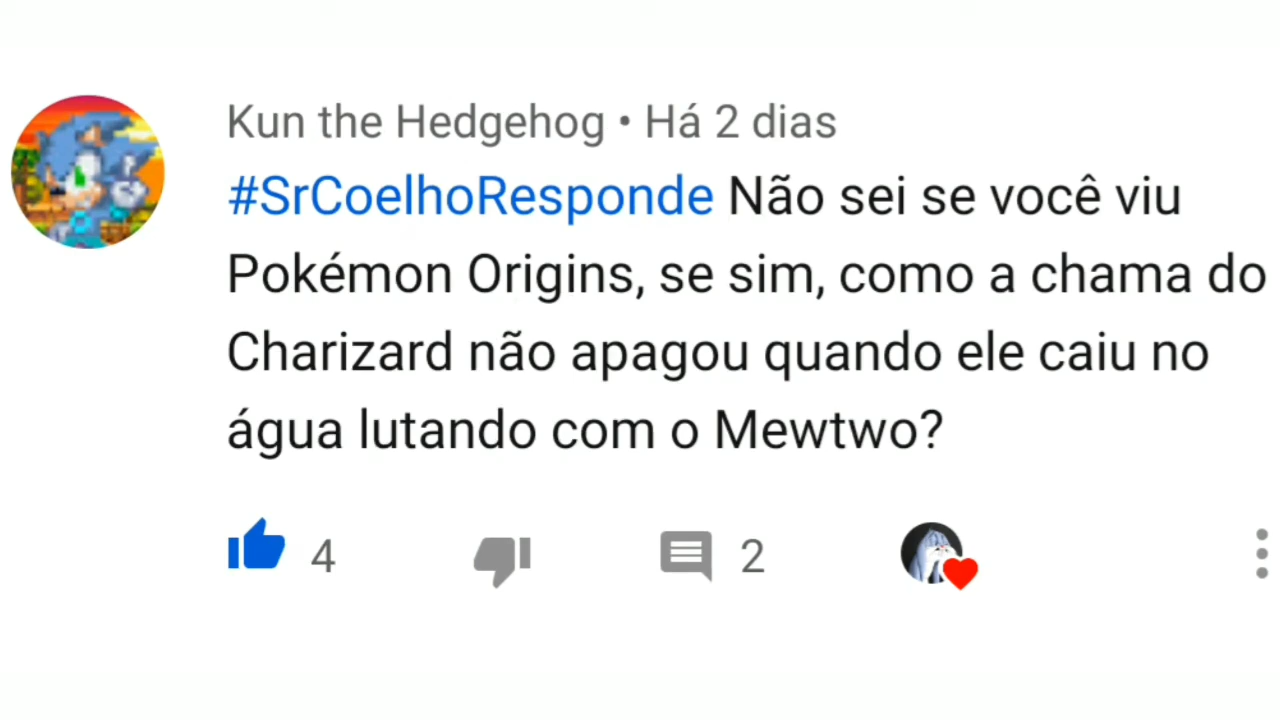 Kun the Hedgehog • Há 2 dias
#SrCoelhoResponde Não sei se você viu
Pokémon Origins, se sim, como a chama do
Charizard não apagou quando ele caiu no
água lutando com o Mewtwo?
4 2